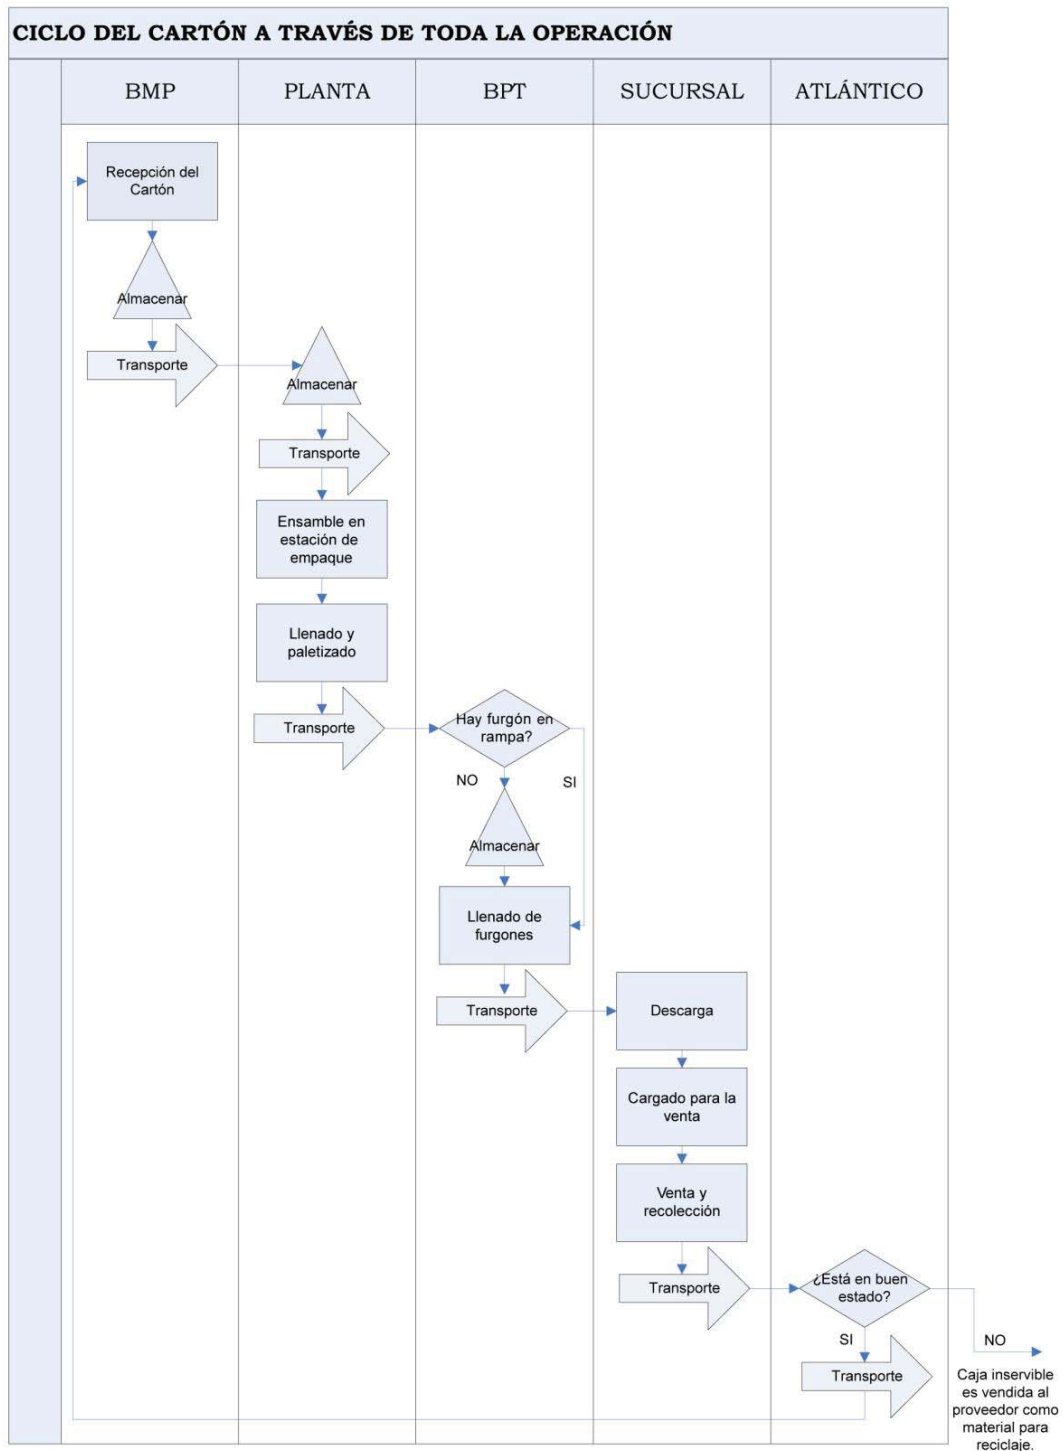 CICLO DEL CARTÓN A TRAVÉS DE TODA LA OPERACIÓN
BMP
PLANTA
BPT
SUCURSAL
ATLÁNTICO
Recepción del
Cartón
Almacenar
Transporte
Almacenar
Transporte
Ensamble en
estación de
empaque
Llenado y
paletizado
Transporte
Hay furgón en
rampa?
NO
SI
Almacenar
Llenado de
furgones
Transporte
Descarga
Cargado para la
venta
Venta y
recolección
Transporte
¿Está en buen
estado?
SI
NO
Transporte
Caja inservible
es vendida al
proveedor como
material para
reciclaje.